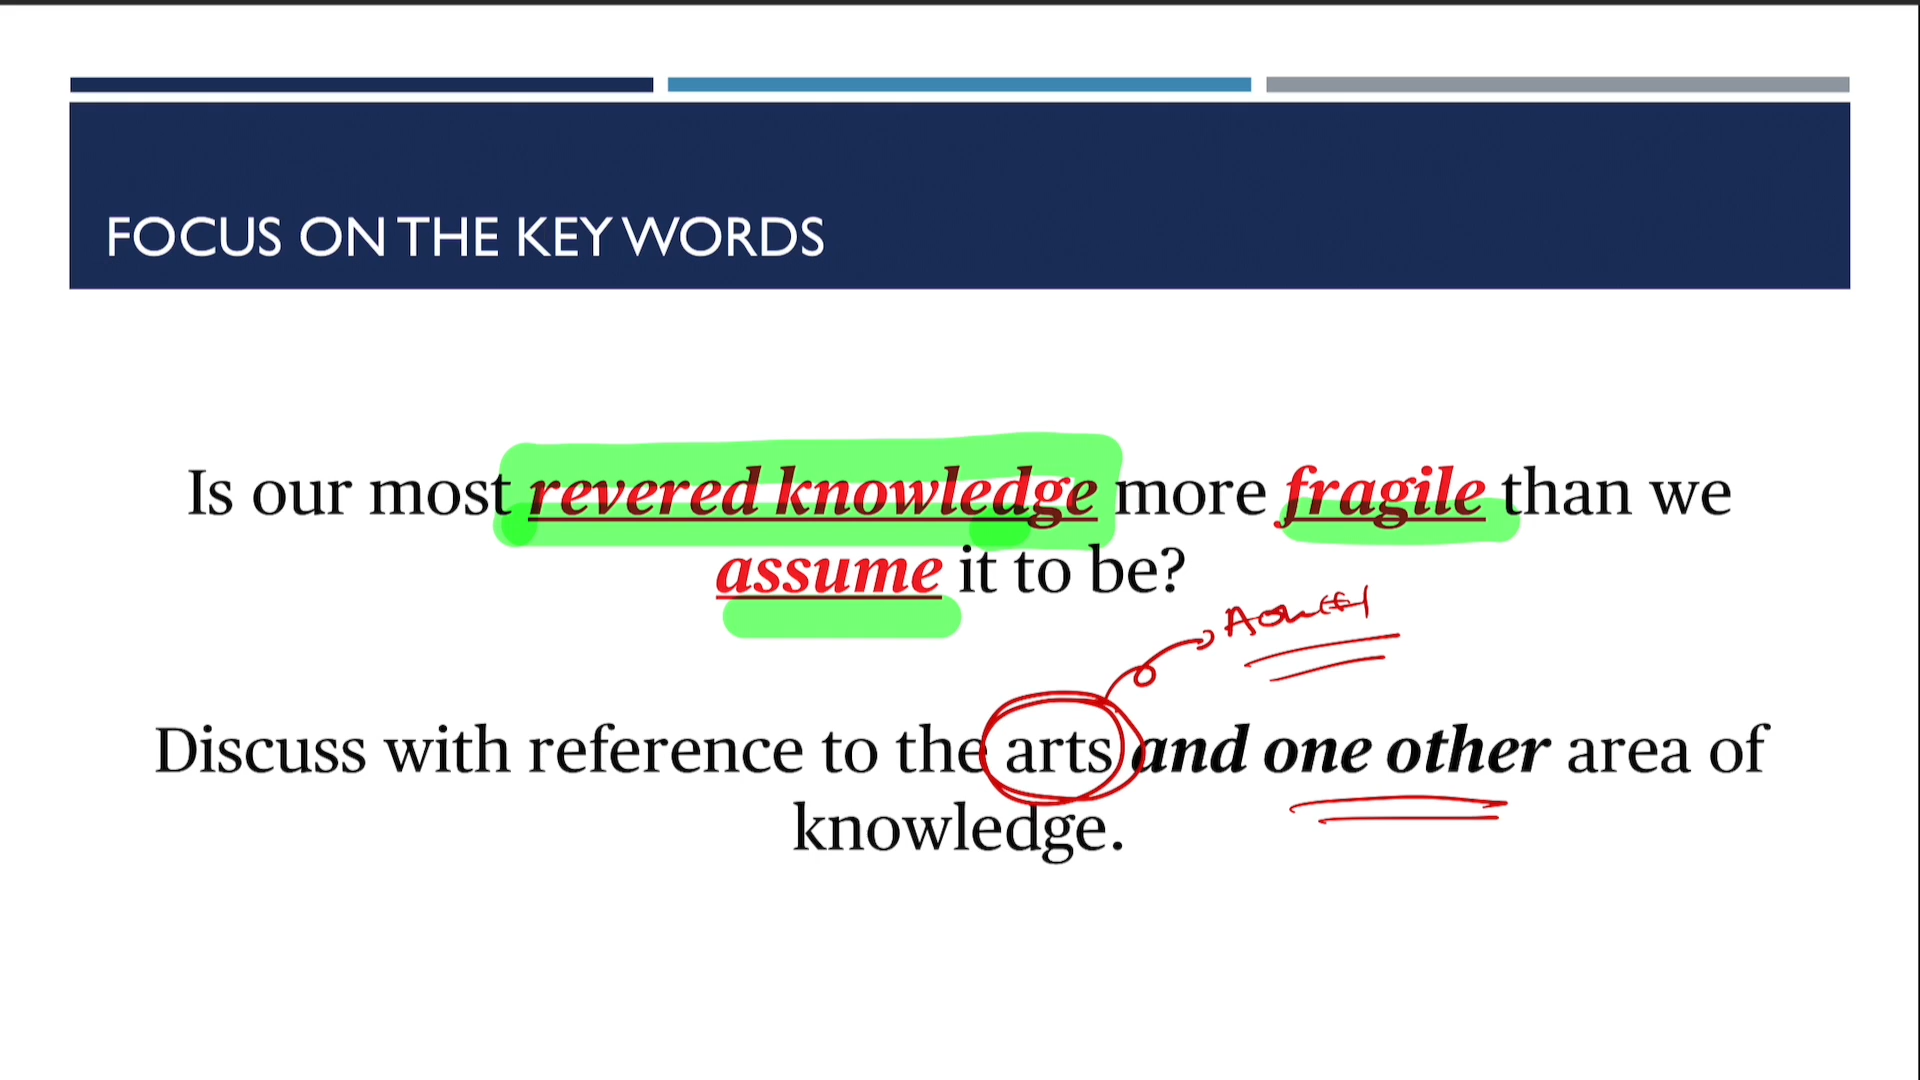 FOCUS ON THE KEY WORDS
Is our most revered knowledge more fragile than we
assume it to be?
Discuss with reference to the arts and one other area of
knowledge.